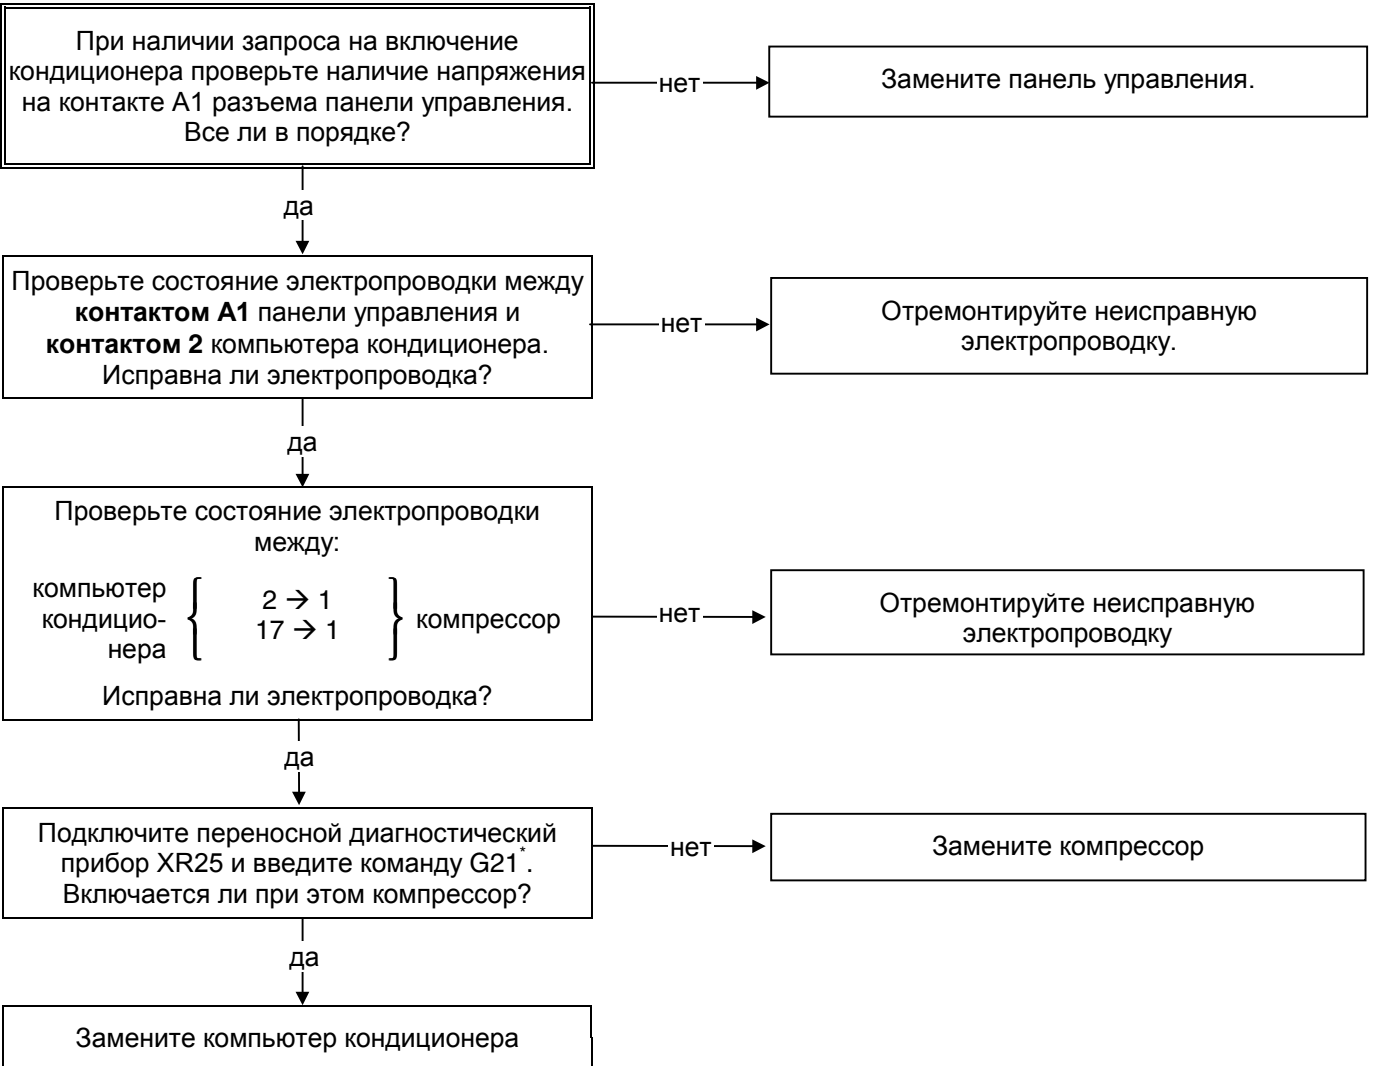 При наличии запроса на включение
кондиционера проверьте наличие напряжения
на контакте A1 разъема панели управления.
Все ли в порядке?
нет
Замените панель управления.
да
Проверьте состояние электропроводки между
контактом A1 панели управления и
контактом 2 компьютера кондиционера.
Исправна ли электропроводка?
нет
Отремонтируйте неисправную
электропроводку.
да
Проверьте состояние электропроводки
между:
компьютер
кондицио-
нера
2 → 1
17 → 1
компрессор
Исправна ли электропроводка?
нет
Отремонтируйте неисправную
электропроводку
да
Подключите переносной диагностический
прибор XR25 и введите команду G21*.
Включается ли при этом компрессор?
нет
Замените компрессор
да
Замените компьютер кондиционера